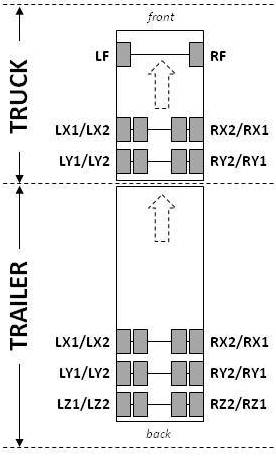 front
TRUCK
LF RF
LX1/LX2 RX2/RX1
LY1/LY2 RY2/RY1
TRAILER
LX1/LX2 RX2/RX1
LY1/LY2 RY2/RY1
LZ1/LZ2 RZ2/RZ1
back